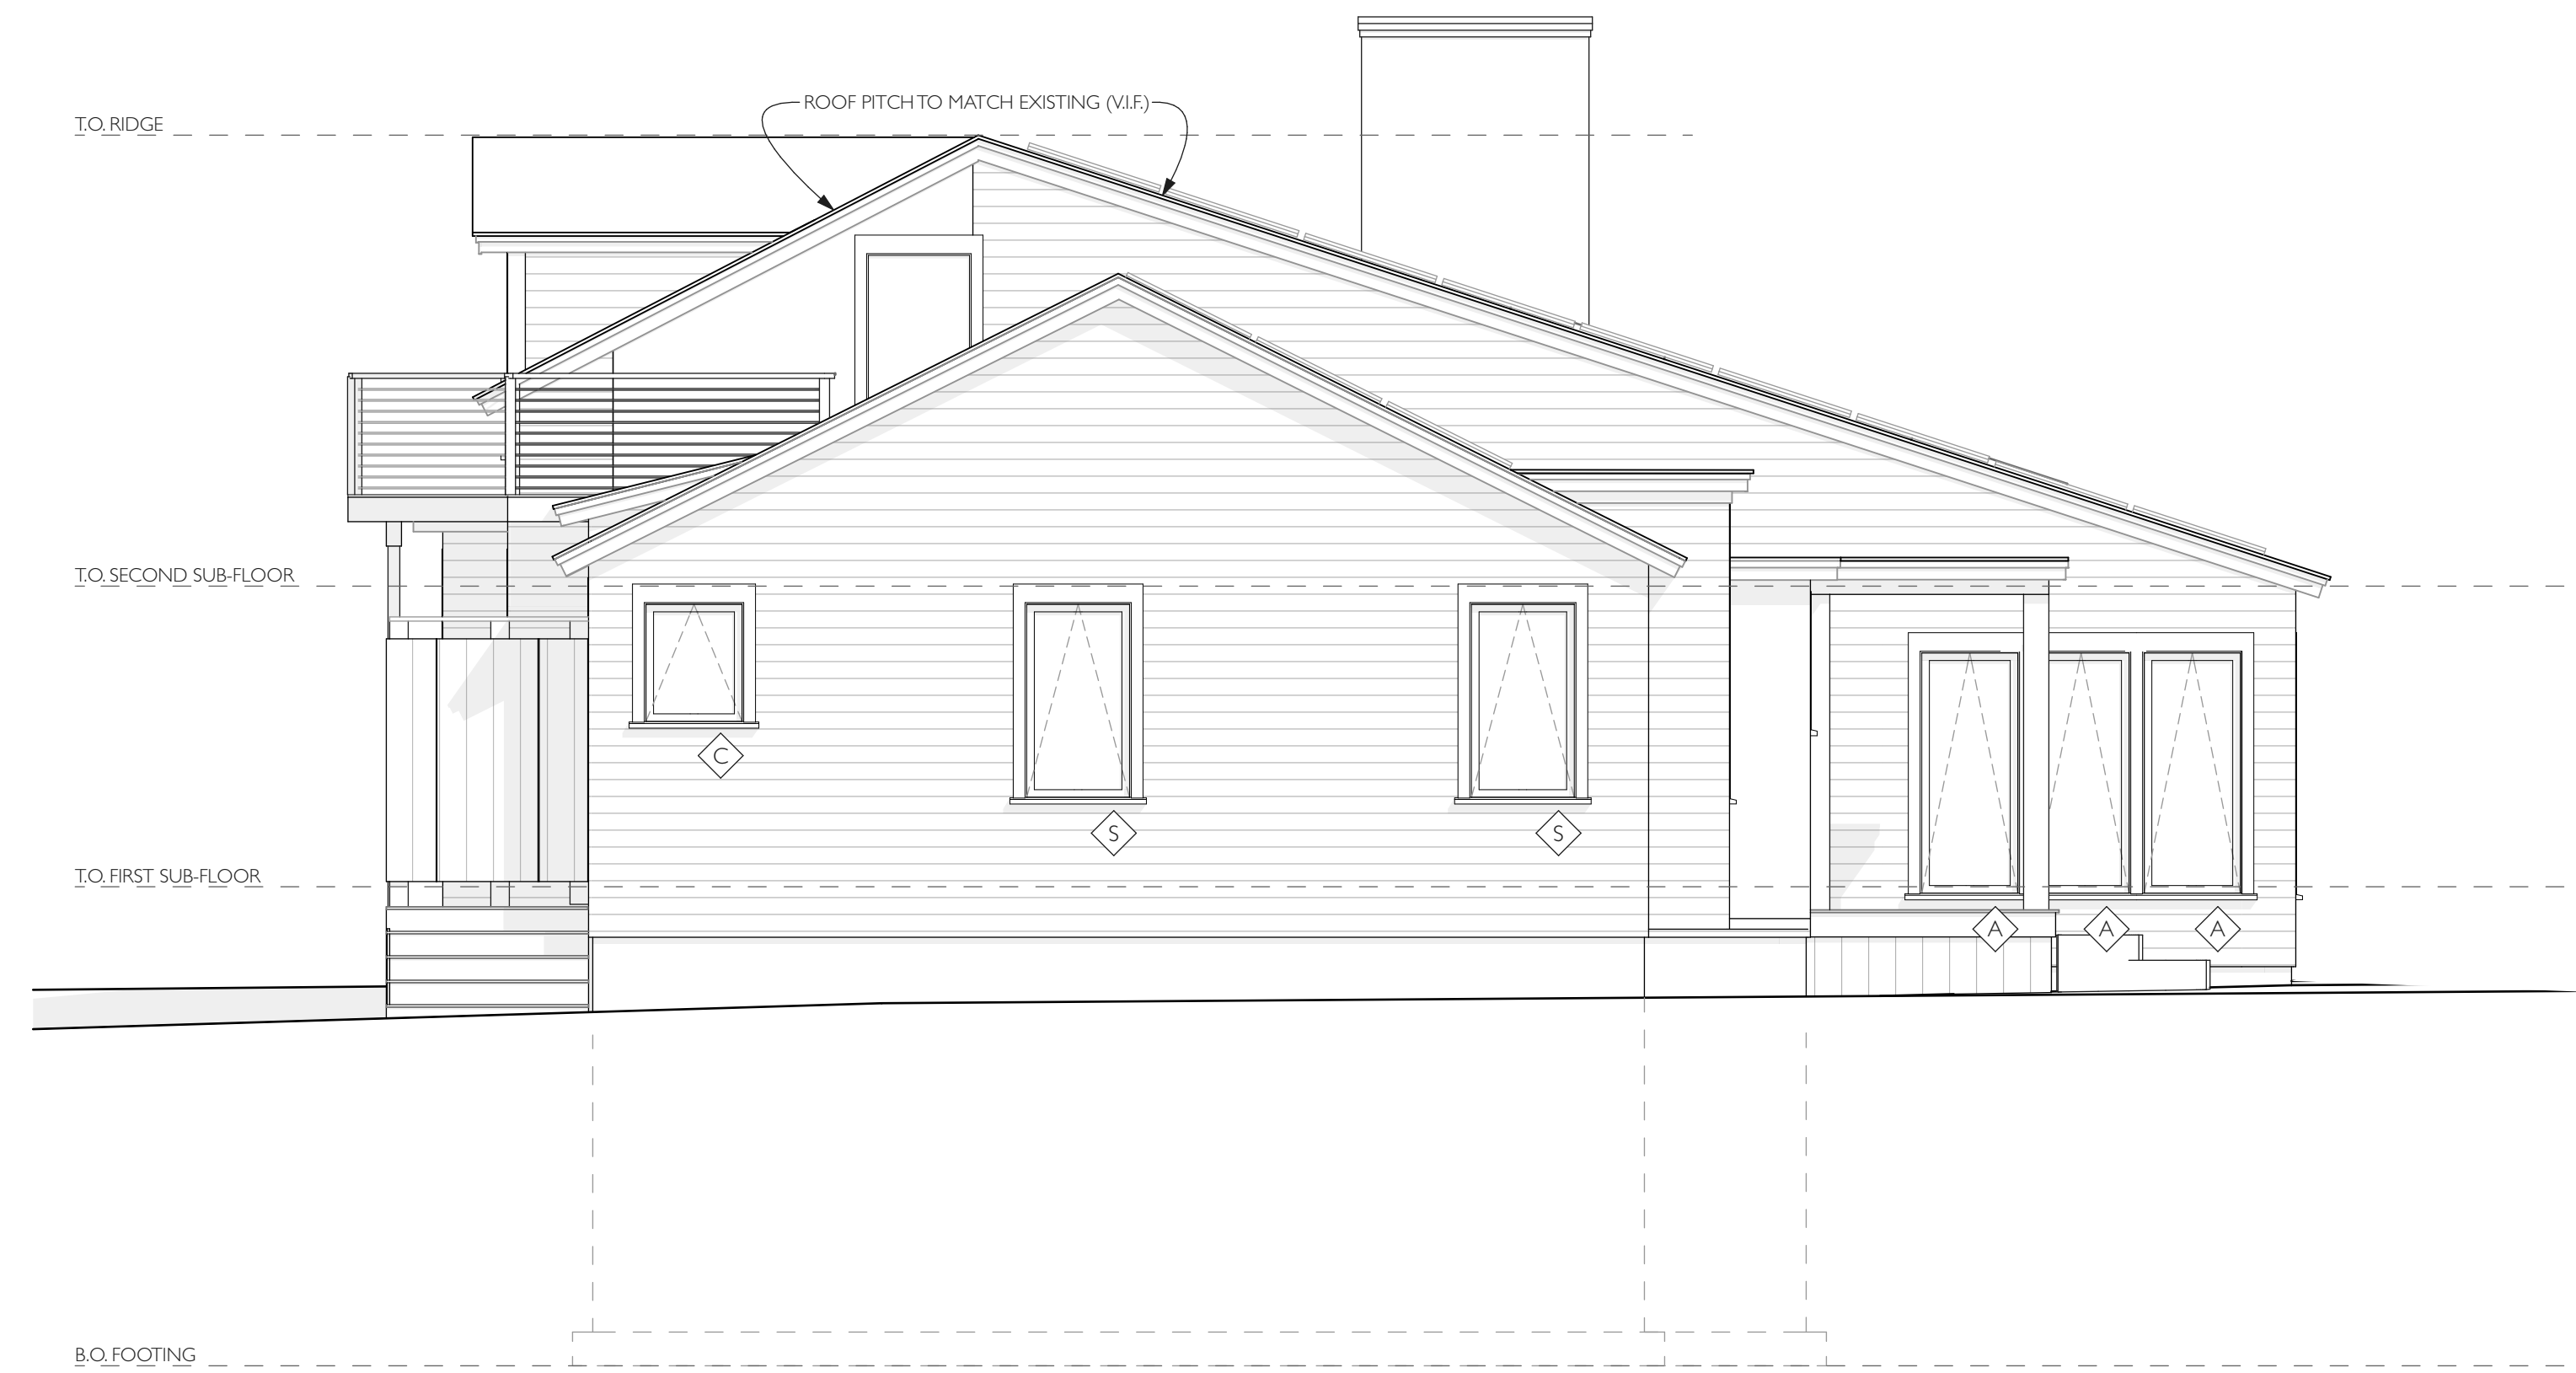 ROOF PITCH TO MATCH EXISTING (V.I.F.)
T.O. RIDGE
T.O. SECOND SUB-FLOOR
C
S
S
T.O. FIRST SUB-FLOOR
A
A
A
B.O. FOOTING